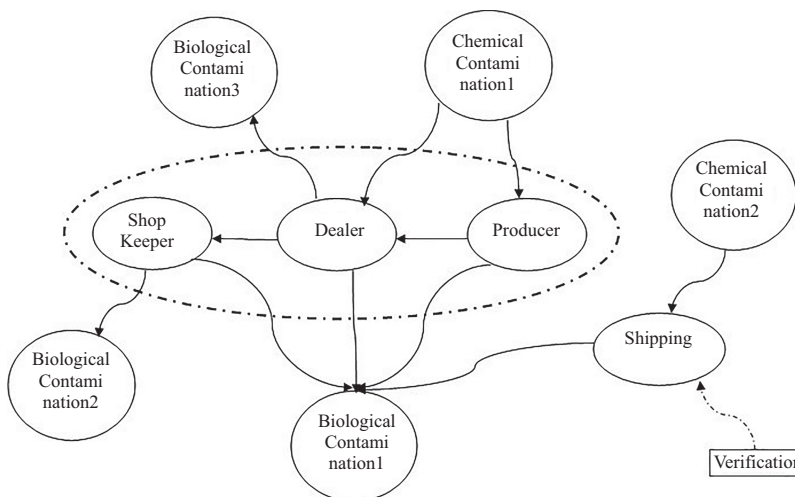 Biological
Contami
nation3
Chemical
Contami
nation1
Chemical
Contami
nation2
Shop
Keeper
Dealer
Producer
Shipping
Biological
Contami
nation2
Biological
Contami
nation1
Verification